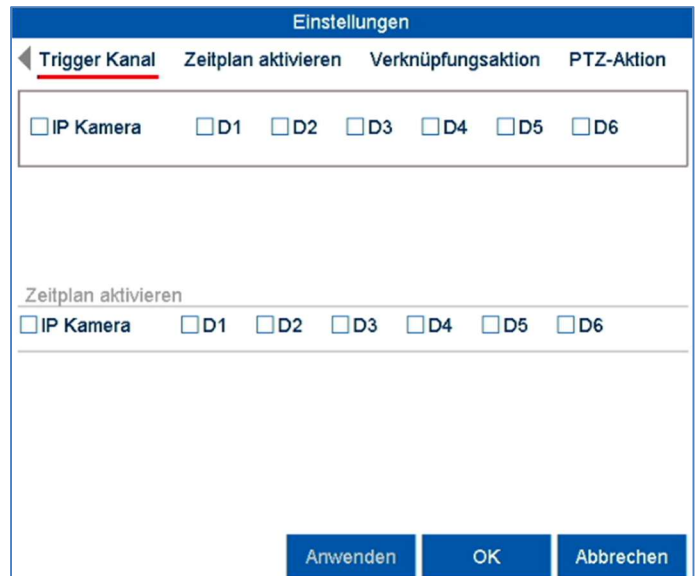 Einstellungen
Trigger Kanal Zeitplan aktivieren Verknüpfungsaktion PTZ-Aktion
IP Kamera D1 D2 D3 D4 D5 D6
Zeitplan aktivieren
IP Kamera D1 D2 D3 D4 D5 D6
Anwenden OK Abbrechen